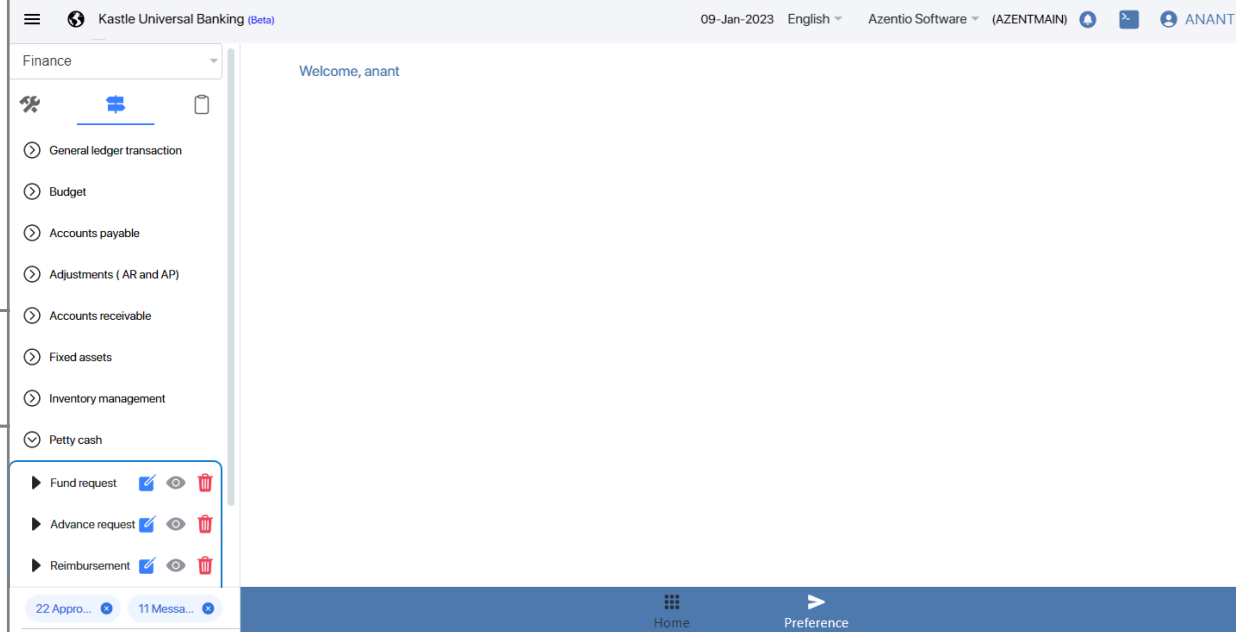 Kastle Universal Banking (Beta)
09-Jan-2023 English Azentio Software (AZENTMAIN) ANANT
Finance
Welcome, anant
General ledger transaction
Budget
Accounts payable
Adjustments ( AR and AP)
Accounts receivable
Fixed assets
Inventory management
Petty cash
Fund request
Advance request
Reimbursement
22 Appro... 11 Messa...
Home Preference